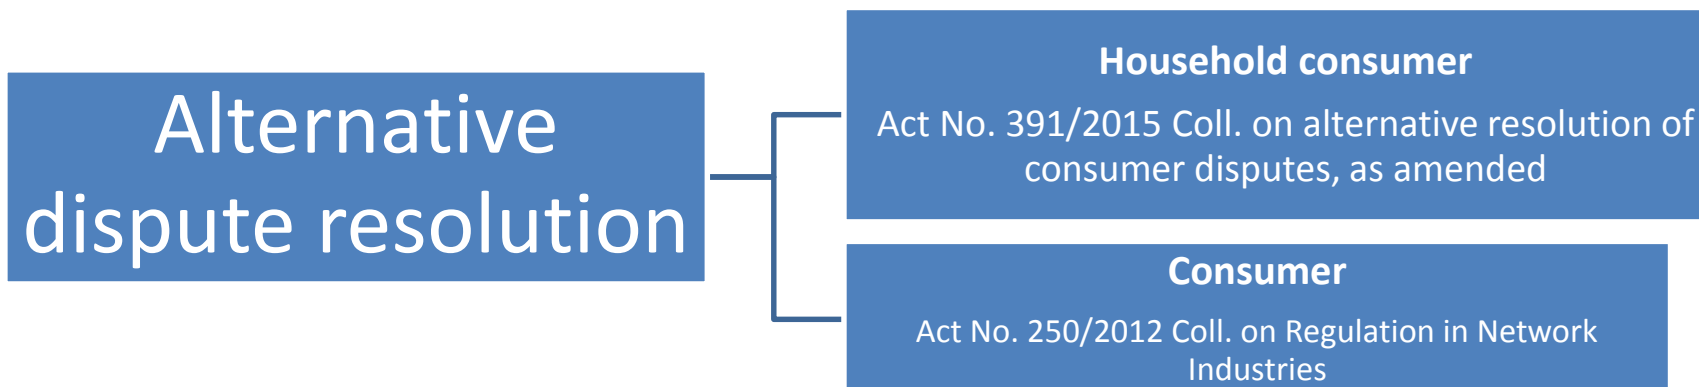 Alternative
dispute resolution
Household consumer
Act No. 391/2015 Coll. on alternative resolution of
consumer disputes, as amended
Consumer
Act No. 250/2012 Coll. on Regulation in Network
Industries